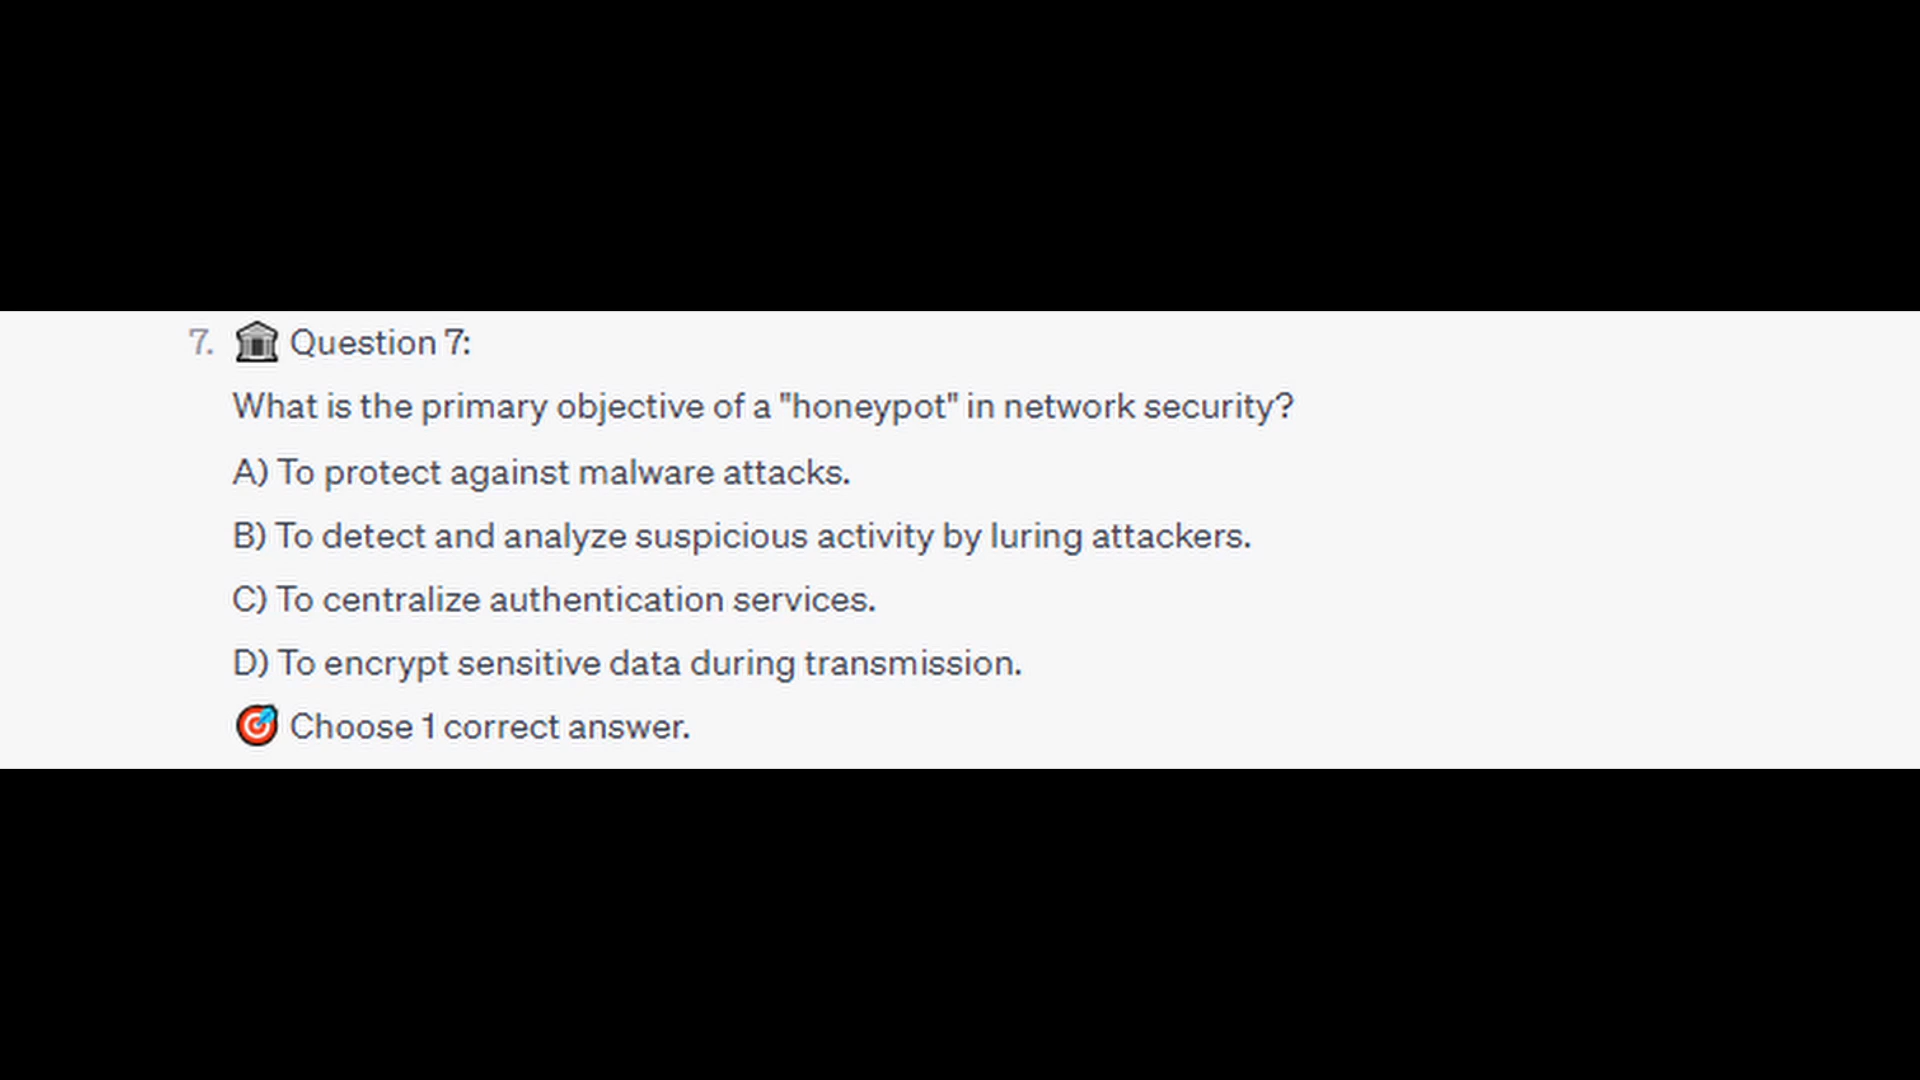 7. 🏛️ Question 7:
What is the primary objective of a "honeypot" in network security?
A) To protect against malware attacks.
B) To detect and analyze suspicious activity by luring attackers.
C) To centralize authentication services.
D) To encrypt sensitive data during transmission.
🎯 Choose 1 correct answer.